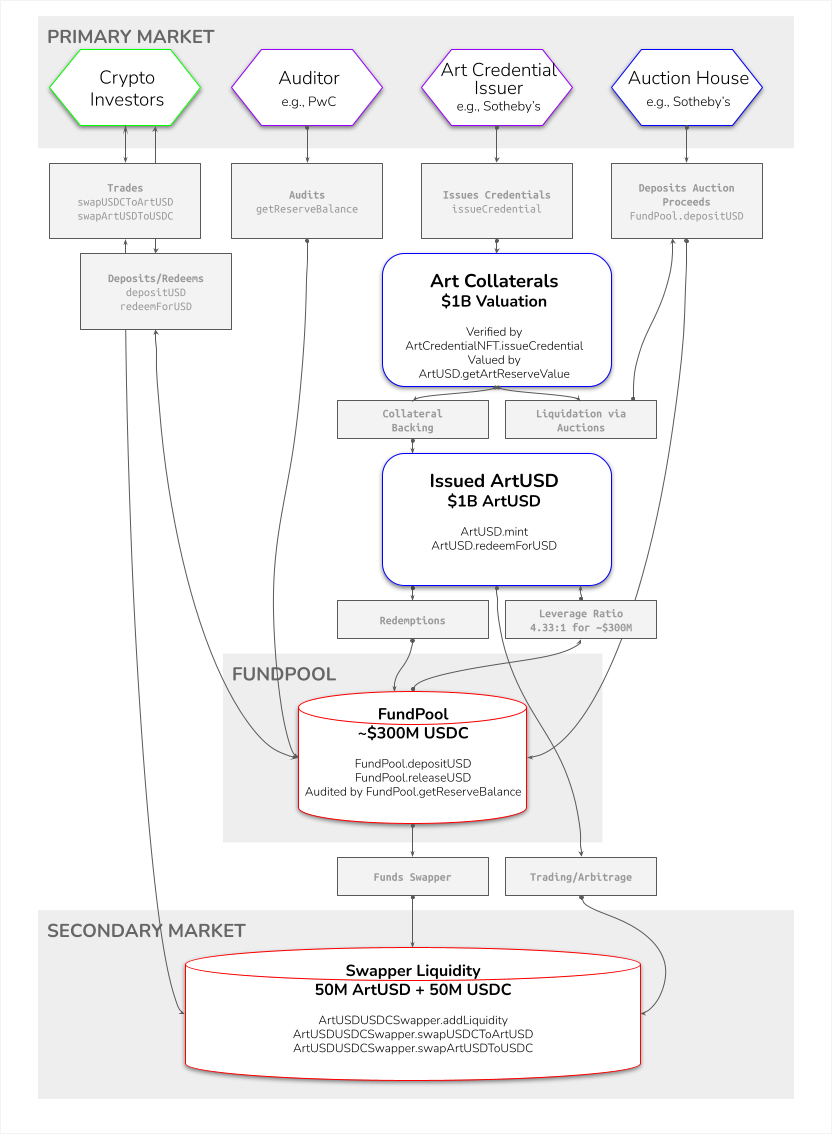 PRIMARY MARKET
Crypto
Investors
Auditor
e.g., PwC
Art Credential
Issuer
e.g., Sotheby's
Auction House
e.g., Sotheby's
Trades
swapUSDCToArtUSD
swapArtUSDToUSDC
Audits
getReserveBalance
Issues Credentials
issueCredential
Deposits Auction
Proceeds
FundPool.depositUSD
Deposits/Redeems
depositUSD
redeemForUSD
Art Collaterals
$1B Valuation
Verified by
ArtCredentialNFT.issueCredential
Valued by
ArtUSD.getArtReserveValue
Collateral
Backing
Liquidation via
Auctions
Issued ArtUSD
$1B ArtUSD
ArtUSD.mint
ArtUSD.redeemForUSD
Redemptions
Leverage Ratio
4.33:1 for ~$300M
FUNDPOOL
FundPool
~$300M USDC
FundPool.depositUSD
FundPool.releaseUSD
Audited by FundPool.getReserveBalance
Funds Swapper
Trading/Arbitrage
SECONDARY MARKET
Swapper Liquidity
50M ArtUSD + 50M USDC
ArtUSDUSDCSwapper.addLiquidity
ArtUSDUSDCSwapper.swapUSDCToArtUSD
ArtUSDUSDCSwapper.swapArtUSDToUSDC